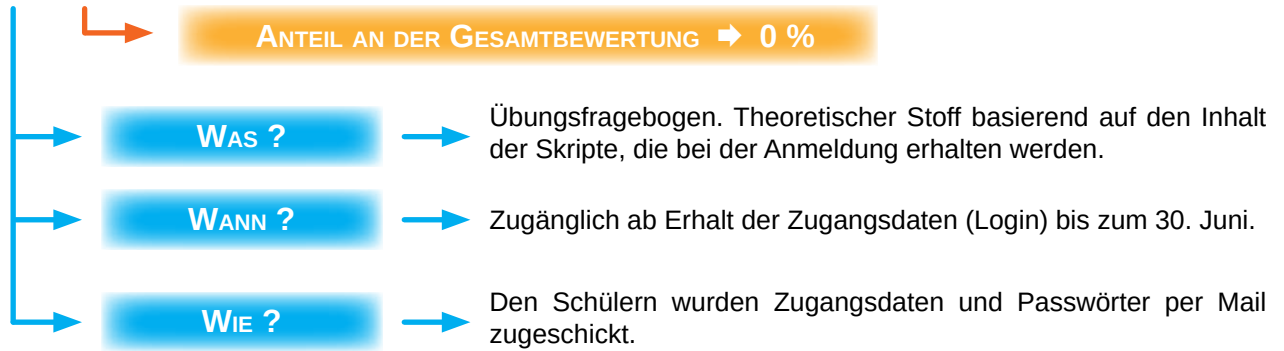 ANTEIL AN DER GESAMTBEWERTUNG ➡ 0 %
WAS ?
Übungsfragebogen. Theoretischer Stoff basierend auf den Inhalt
der Skripte, die bei der Anmeldung erhalten werden.
WANN ?
Zugänglich ab Erhalt der Zugangsdaten (Login) bis zum 30. Juni.
WIE ?
Den Schülern wurden Zugangsdaten und Passwörter per Mail
zugeschickt.